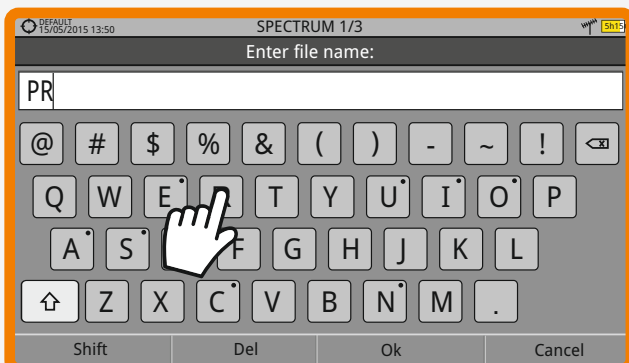 DEFAULT
15/05/2015 13:50
SPECTRUM 1/3
5h15
Enter file name:
PR
@ # $ % & ( ) - ~ !
Q W E R T Y U I O P
A S F G H J K L
Z X C V B N M .
Shift Del Ok Cancel